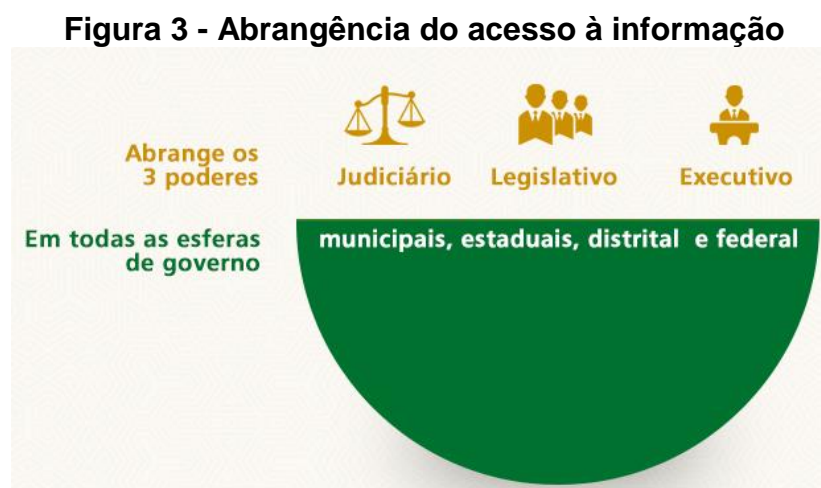 Figura 3 - Abrangência do acesso à informação
Abrange os
3 poderes
Judiciário Legislativo Executivo
Em todas as esferas
de governo
municipais, estaduais, distrital e federal